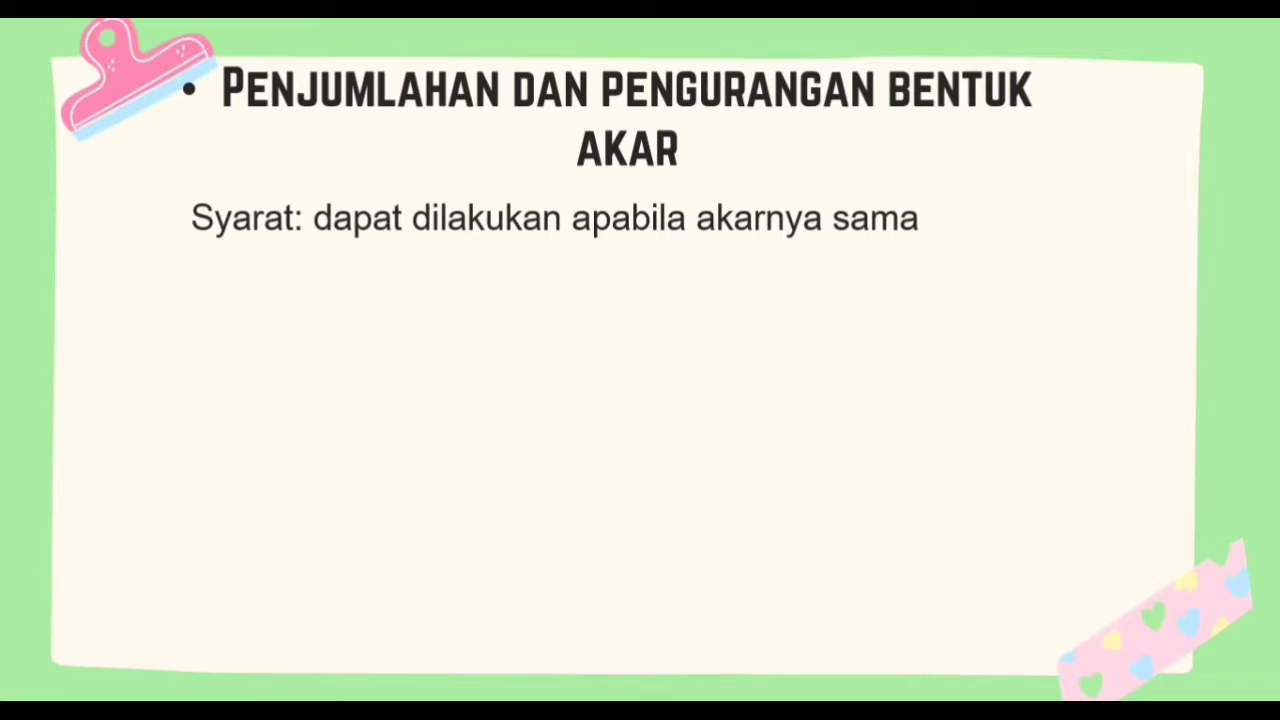 • Penjumlahan dan pengurangan bentuk
akar
Syarat: dapat dilakukan apabila akarnya sama